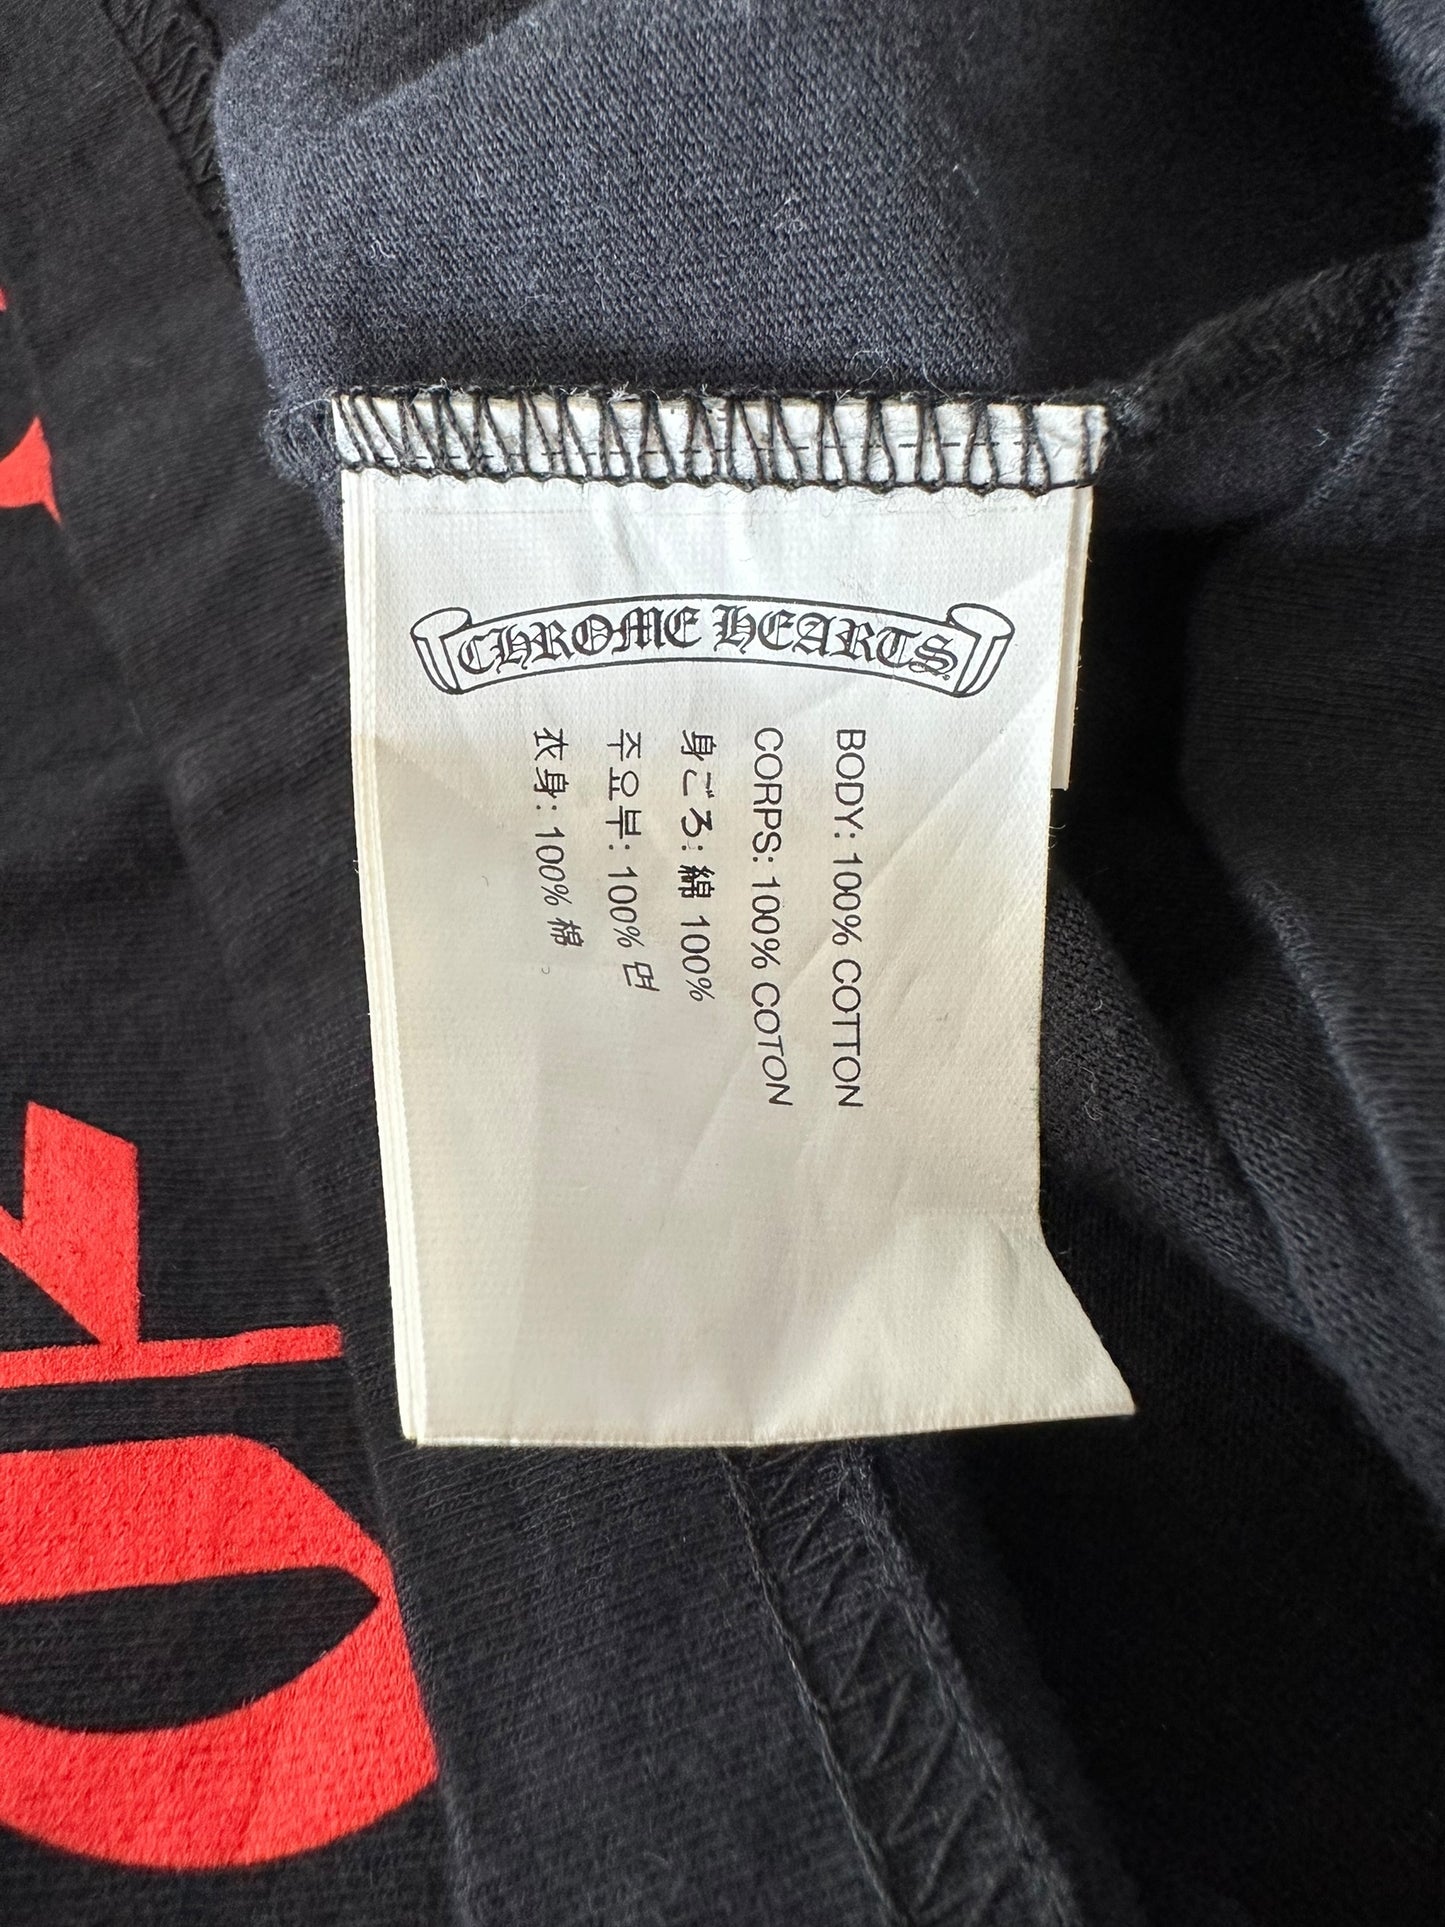 CHROME HEARTS
BODY: 100% COTTON
CORPS: 100% COTON
身ごろ: 綿 100%
주요부: 100% 면
衣身: 100% 棉